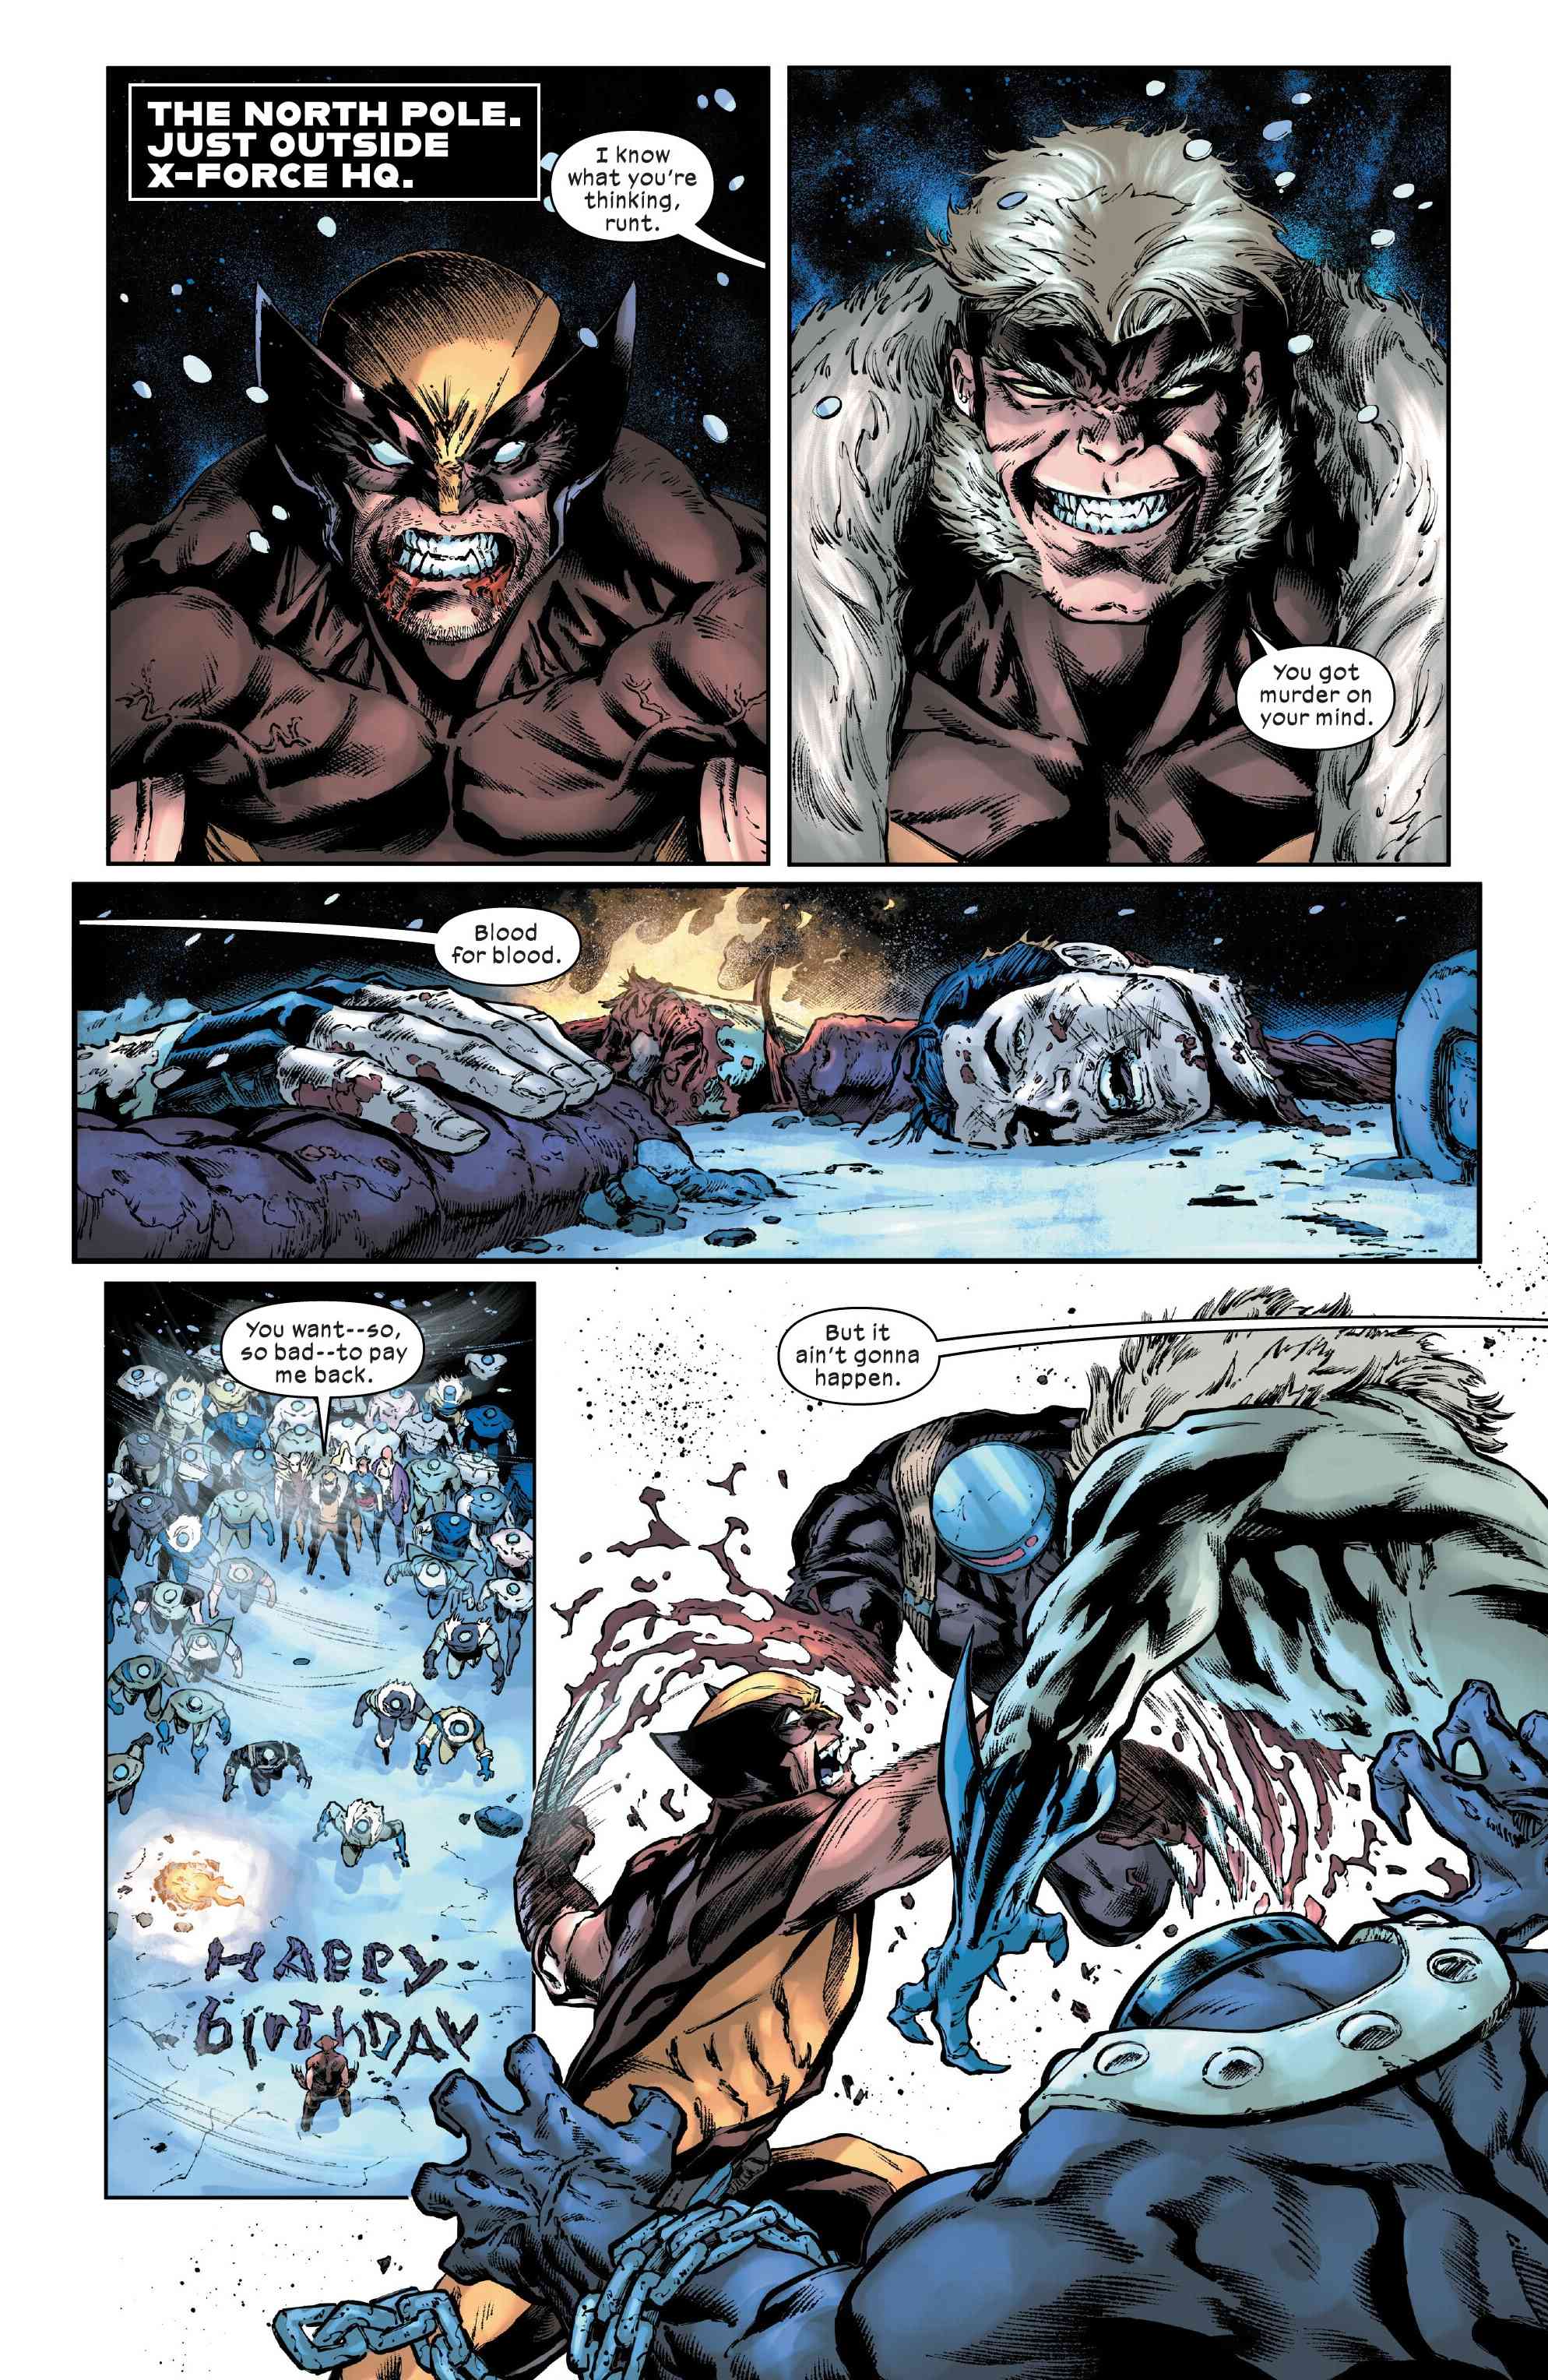 THE NORTH POLE.
JUST OUTSIDE
X-FORCE HQ.
I know
what you're
thinking,
runt.
You got
murder on
your mind.
Blood
for blood.
You want--so,
so bad--to pay
me back.
HAPPY
BIRTHDAY
But it
ain't gonna
happen.